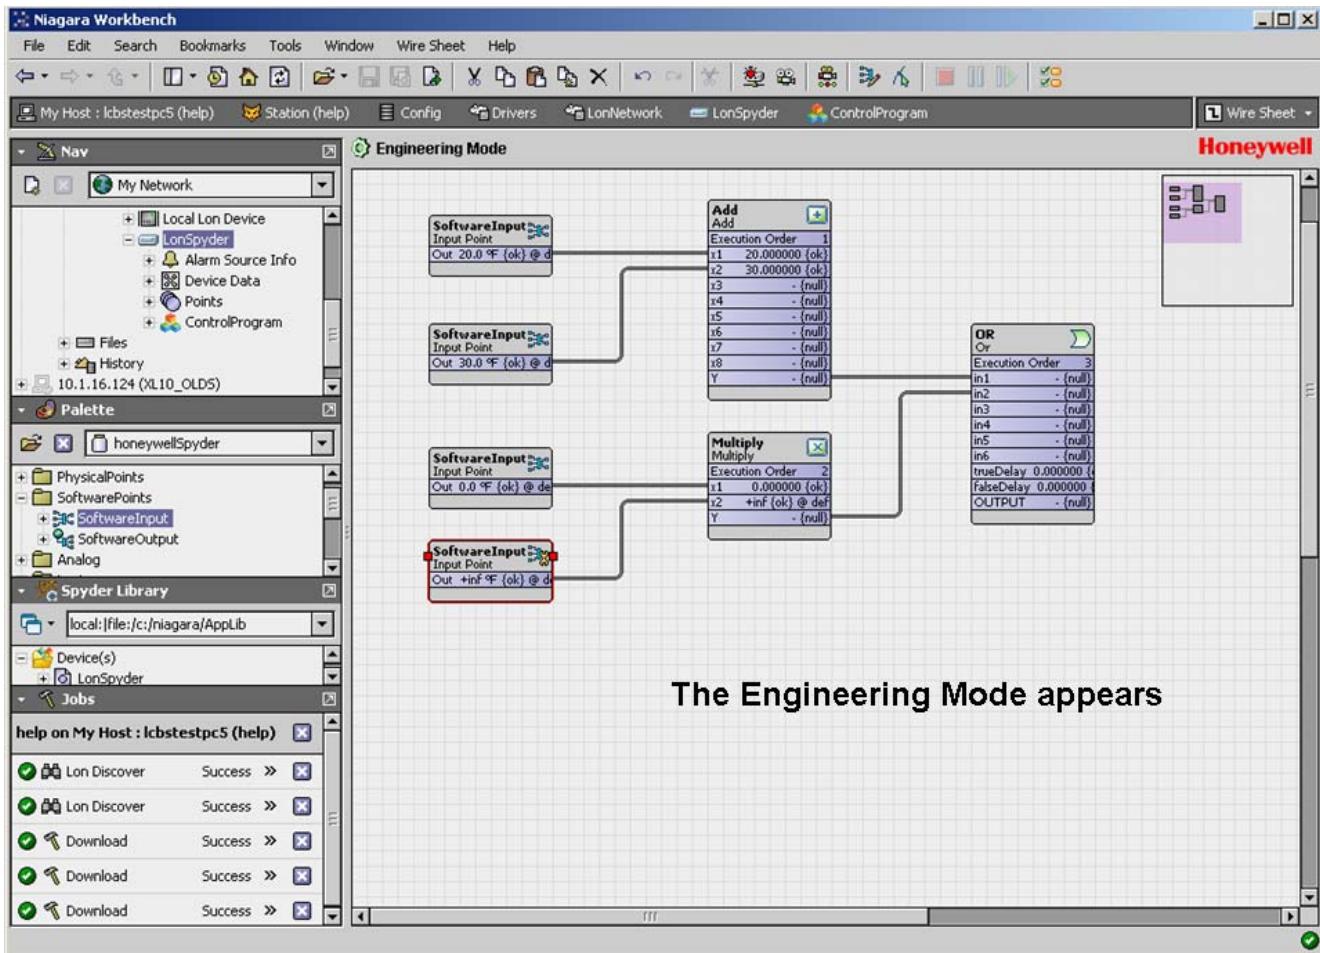 Niagara Workbench
File Edit Search Bookmarks Tools Window Wire Sheet Help
My Host : lcbstestpc5 (help) Station (help) Config Drivers LonNetwork LonSpyder ControlProgram Wire Sheet
Nav
My Network
Local Lon Device
LonSpyder
Alarm Source Info
Device Data
Points
ControlProgram
Files
History
10.1.16.124 (XL10_OLDS)
Palette
honeywellSpyder
PhysicalPoints
SoftwarePoints
SoftwareInput
SoftwareOutput
Analog
Spyder Library
local:|file:/c:/niagara/AppLib
Device(s)
LonSpyder
Jobs
help on My Host : lcbstestpc5 (help)
Lon Discover Success »
Lon Discover Success »
Download Success »
Download Success »
Download Success »
Engineering Mode
Honeywell
SoftwareInput
Input Point
Out 20.0 °F {ok} @ d
SoftwareInput
Input Point
Out 30.0 °F {ok} @ d
SoftwareInput
Input Point
Out 0.0 °F {ok} @ de
SoftwareInput
Input Point
Out +inf °F {ok} @ d
Add
Add
Execution Order 1
x1 20.000000 {ok}
x2 30.000000 {ok}
x3 - {null}
x4 - {null}
x5 - {null}
x6 - {null}
x7 - {null}
x8 - {null}
Y - {null}
Multiply
Multiply
Execution Order 2
x1 0.000000 {ok}
x2 +inf {ok} @ def
Y - {null}
OR
Or
Execution Order 3
in1 - {null}
in2 - {null}
in3 - {null}
in4 - {null}
in5 - {null}
in6 - {null}
trueDelay 0.000000 {
falseDelay 0.000000 {
OUTPUT - {null}
The Engineering Mode appears